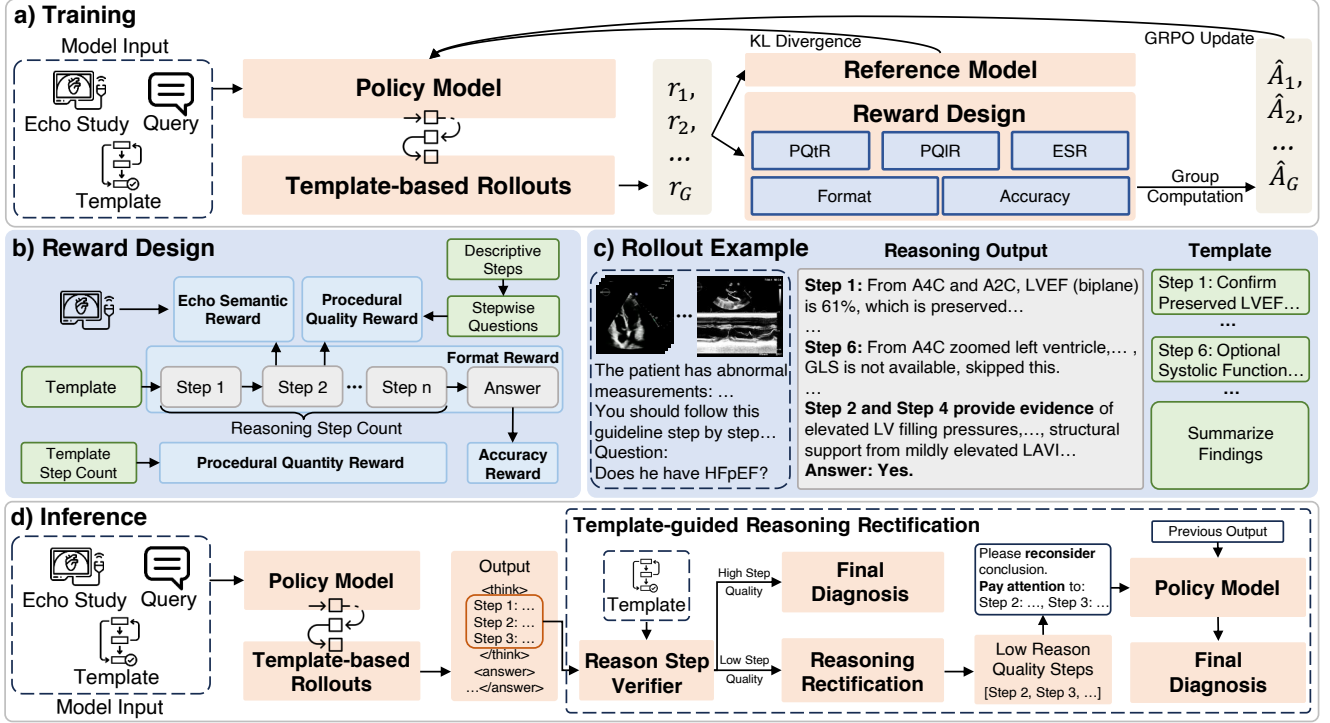 a) Training
Model Input
Echo Study
Query
Template
Policy Model
Template-based Rollouts
r1,
r2,
...
rG
KL Divergence
GRPO Update
Reference Model
Reward Design
PQtR
PQlR
ESR
Format
Accuracy
Group
Computation
Â1,
Â2,
...
ÂG
b) Reward Design
Descriptive
Steps
Echo Semantic
Reward
Procedural
Quality Reward
Stepwise
Questions
Format Reward
Template
Step 1
Step 2
...
Step n
Answer
Reasoning Step Count
Template
Step Count
Procedural Quantity Reward
Accuracy
Reward
c) Rollout Example
...
The patient has abnormal
measurements: ...
You should follow this
guideline step by step...
Question:
Does he have HFpEF?
Reasoning Output
Step 1: From A4C and A2C, LVEF (biplane)
is 61%, which is preserved...
...
Step 6: From A4C zoomed left ventricle,... ,
GLS is not available, skipped this.
...
Step 2 and Step 4 provide evidence of
elevated LV filling pressures,..., structural
support from mildly elevated LAVI...
Answer: Yes.
Template
Step 1: Confirm
Preserved LVEF...
...
Step 6: Optional
Systolic Function...
...
Summarize
Findings
d) Inference
Echo Study
Query
Template
Model Input
Policy Model
Template-based
Rollouts
Output
<think>
Step 1: ...
Step 2: ...
Step 3: ...
</think>
<answer>
...</answer>
Template-guided Reasoning Rectification
Template
Reason Step
Verifier
High Step
Quality
Final
Diagnosis
Low Step
Quality
Reasoning
Rectification
Low Reason
Quality Steps
[Step 2, Step 3, ...]
Please reconsider
conclusion.
Pay attention to:
Step 2: ..., Step 3: ...
Previous Output
Policy Model
Final
Diagnosis